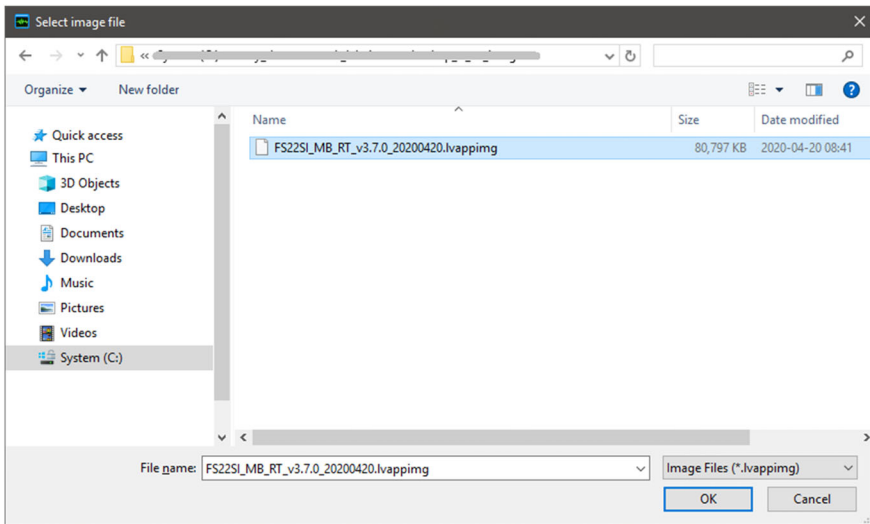 Select image file
«
Organize New folder
Name Size Date modified
Quick access
This PC
3D Objects
Desktop
Documents
Downloads
Music
Pictures
Videos
System (C:)
FS22SI_MB_RT_v3.7.0_20200420.lvappimg 80,797 KB 2020-04-20 08:41
File name: FS22SI_MB_RT_v3.7.0_20200420.lvappimg Image Files (*.lvappimg)
OK Cancel